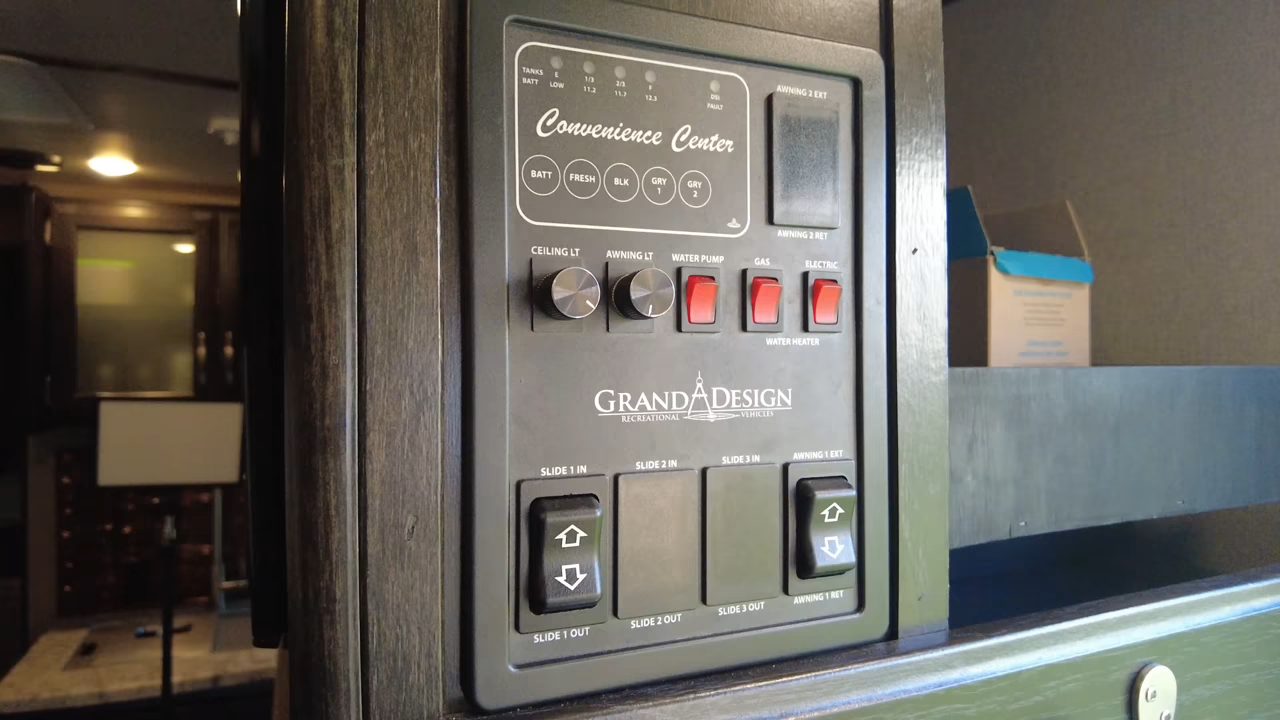 TANKS E 1/3 2/3 F DSI
BATT LOW 11.2 11.7 12.3 FAULT
Convenience Center
BATT FRESH BLK GRY 1 GRY 2
AWNING 2 EXT
AWNING 2 RET
CEILING LT AWNING LT WATER PUMP GAS ELECTRIC
WATER HEATER
GRAND DESIGN
RECREATIONAL VEHICLES
SLIDE 1 IN SLIDE 2 IN SLIDE 3 IN AWNING 1 EXT
SLIDE 1 OUT SLIDE 2 OUT SLIDE 3 OUT AWNING 1 RET